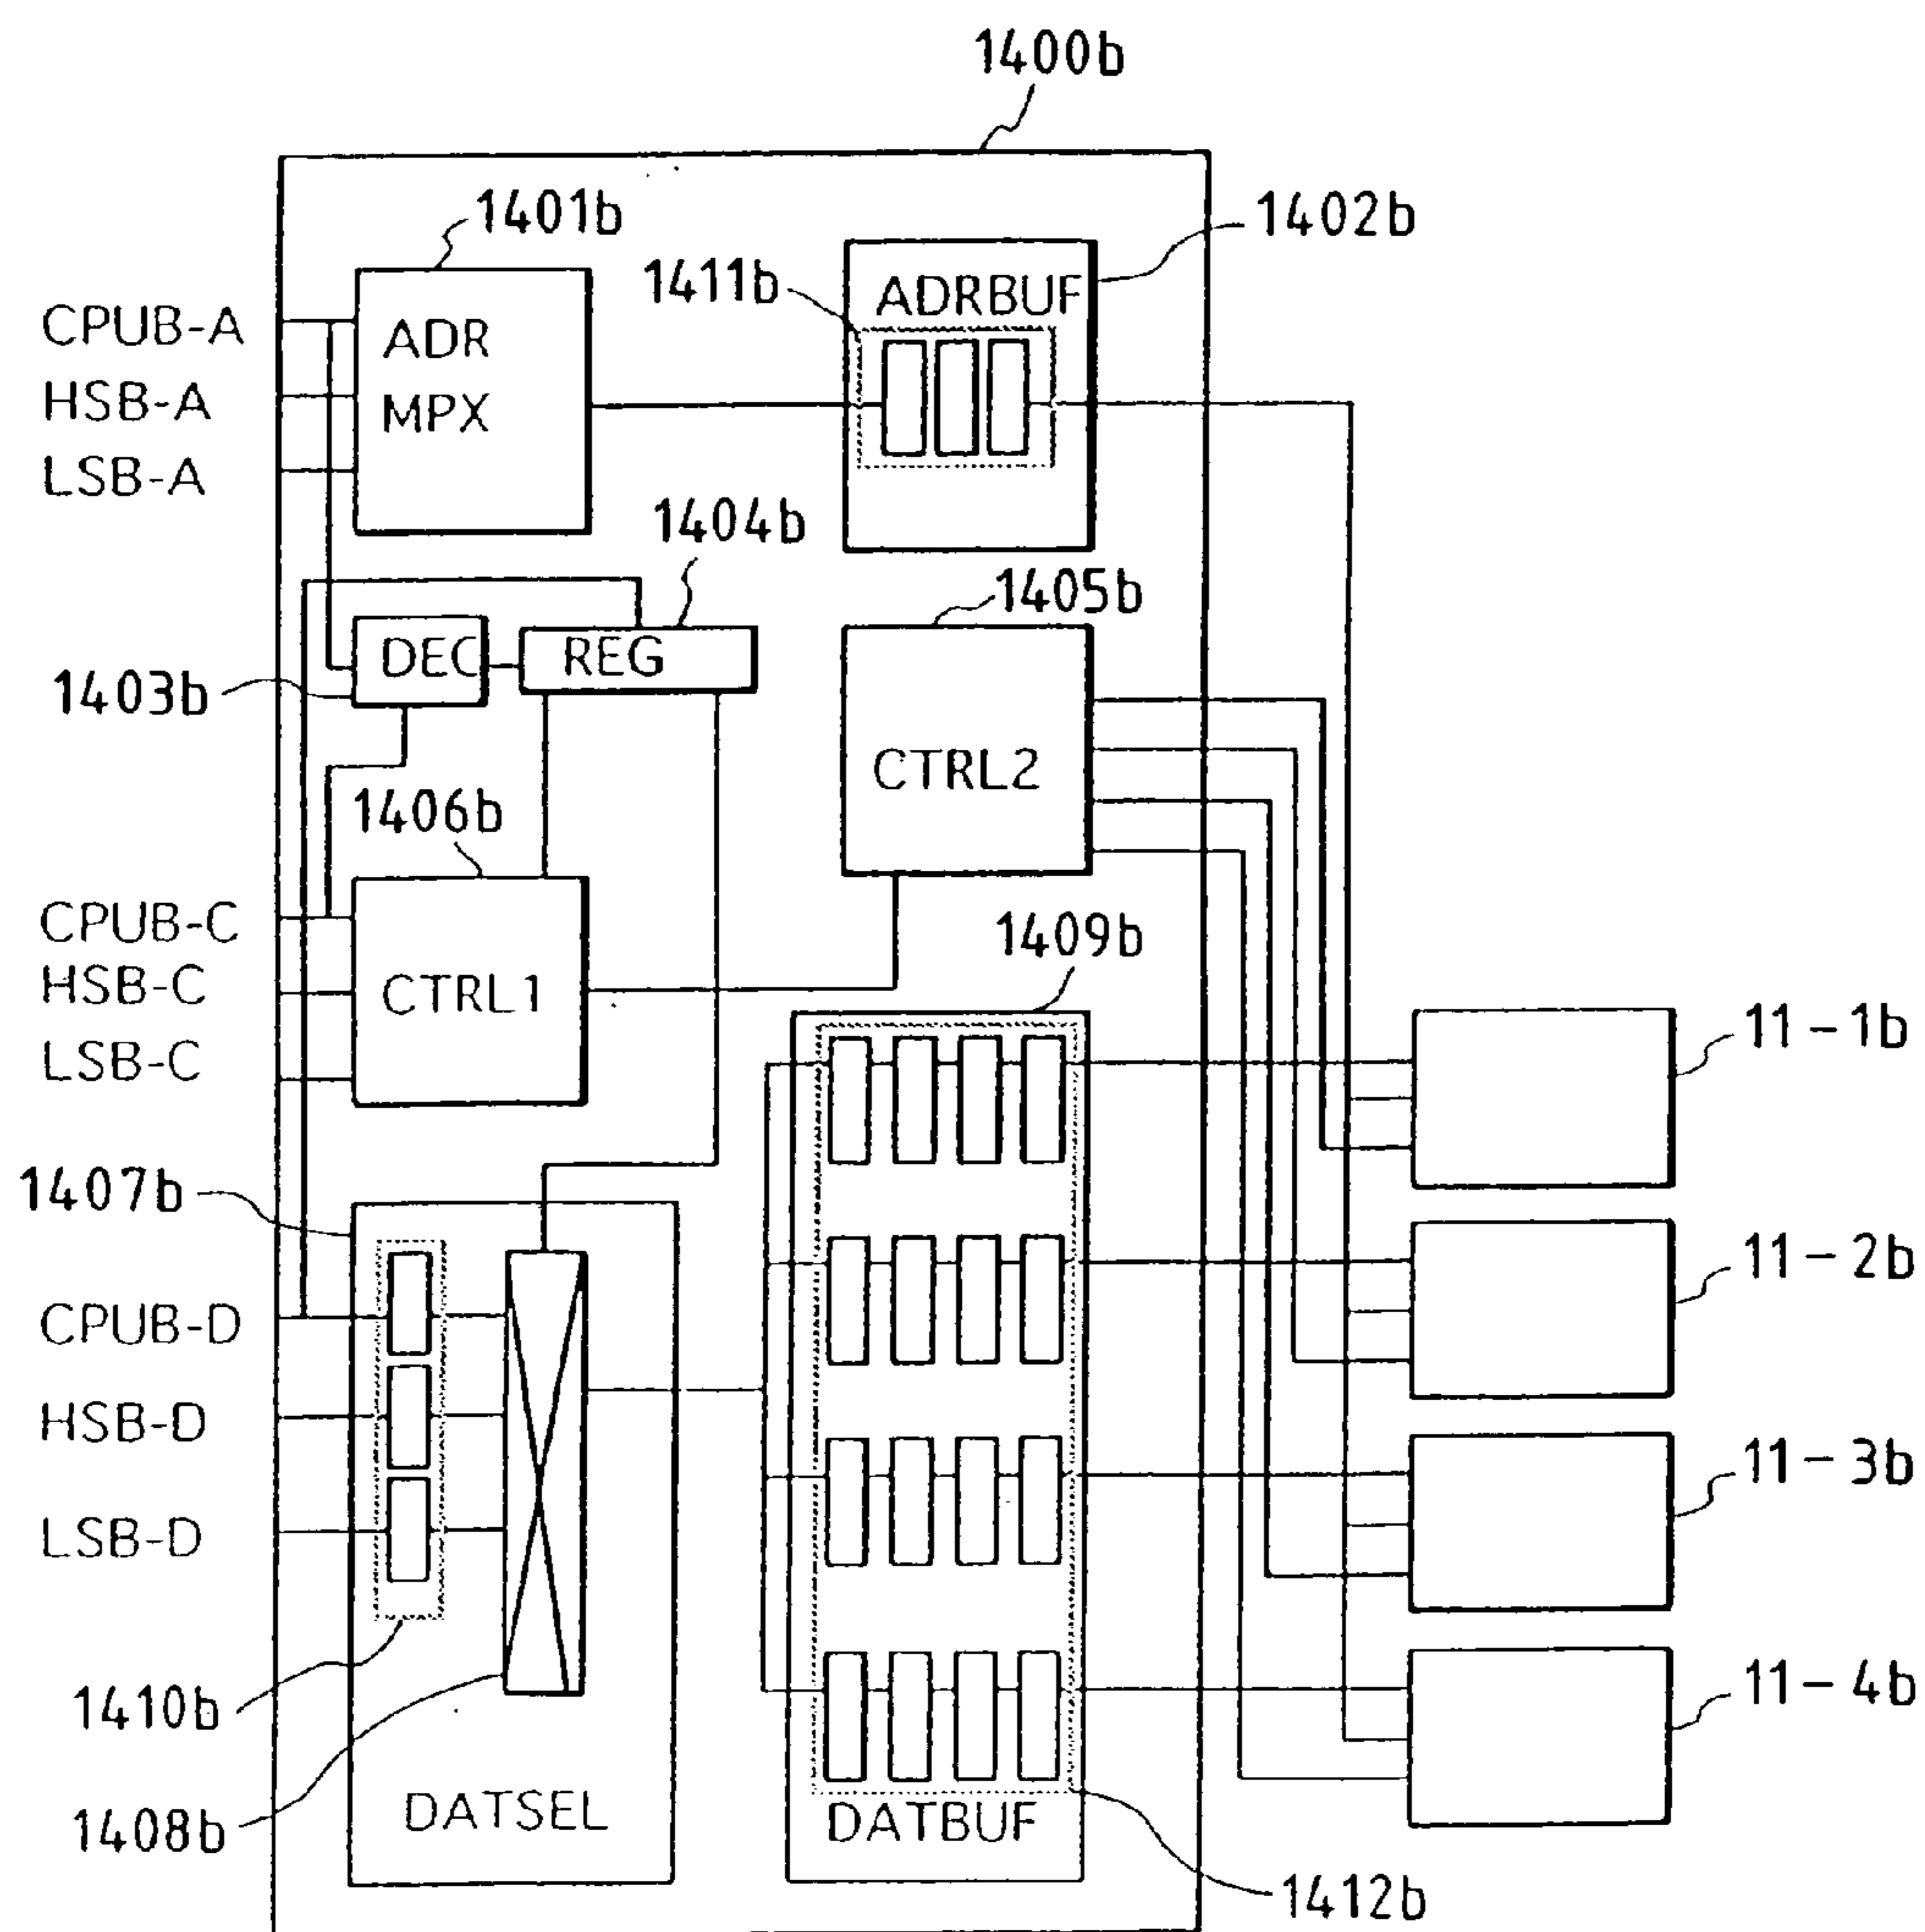 1400b
1401b
1402b
1411b
ADRBUF
CPUB-A
ADR
HSB-A
MPX
LSB-A
1404b
1405b
DEC
REG
1403b
CTRL2
1406b
CPUB-C
1409b
HSB-C
CTRL1
LSB-C
11-1b
1407b
11-2b
CPUB-D
HSB-D
11-3b
LSB-D
11-4b
1410b
1408b
DATSEL
DATBUF
1412b